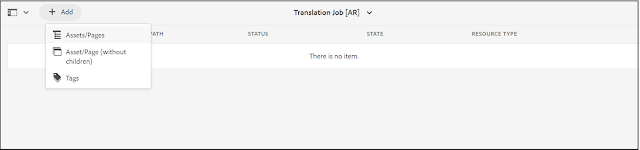 Add
Translation Job [AR]
Assets/Pages
PATH STATUS STATE RESOURCE TYPE
Asset/Page (without
children)
There is no item.
Tags